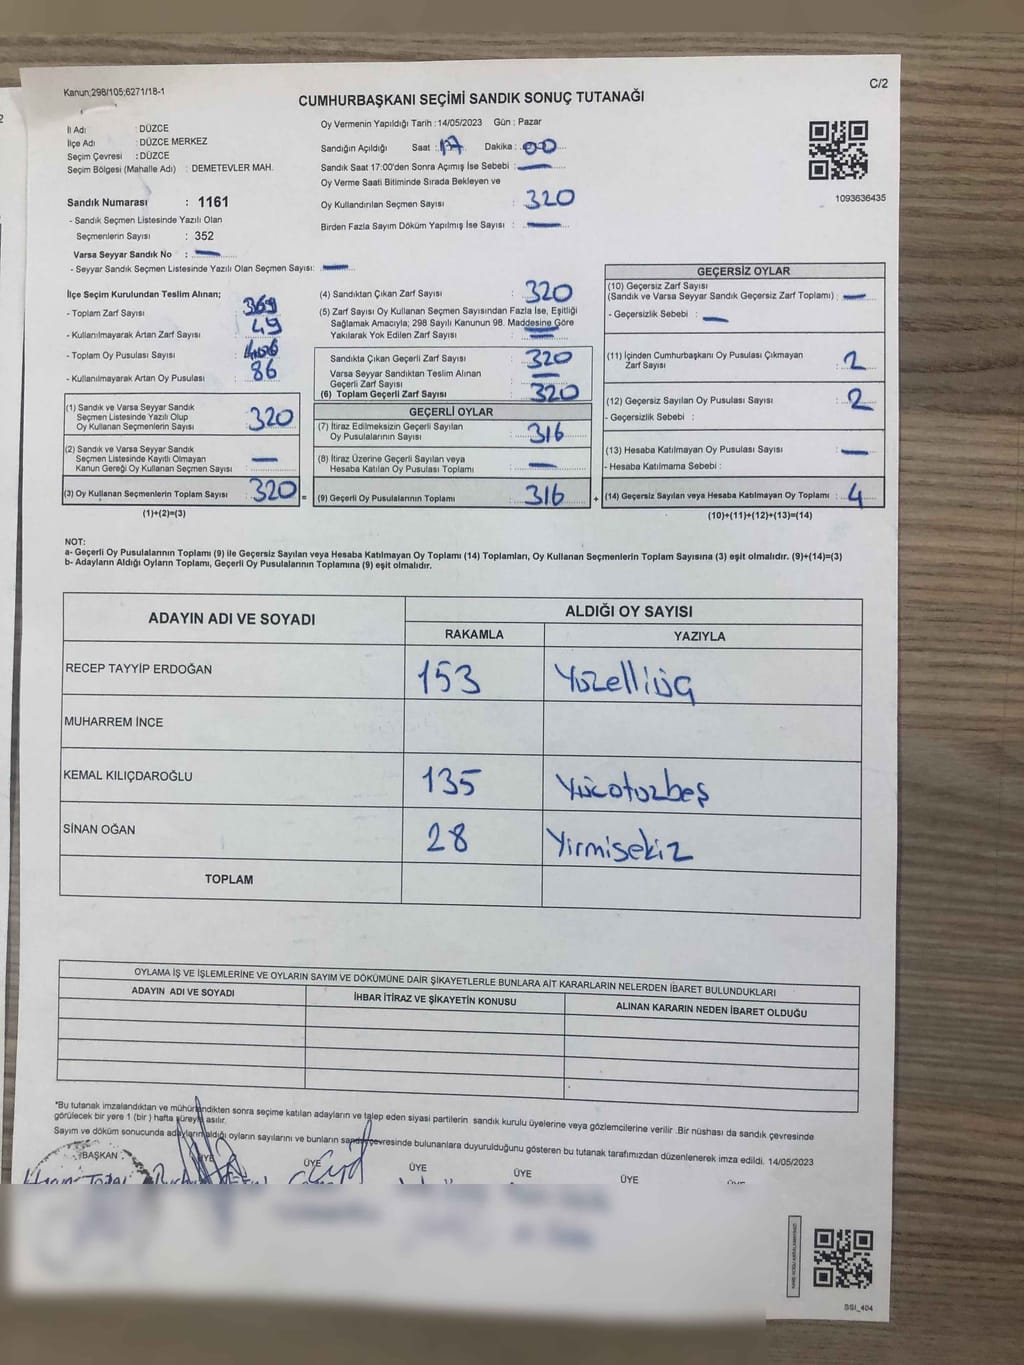 C/2
Kanun;298/105;6271/18-1
CUMHURBAŞKANI SEÇİMİ SANDIK SONUÇ TUTANAĞI
İl Adı : DÜZCE
İlçe Adı : DÜZCE MERKEZ
Seçim Çevresi : DÜZCE
Seçim Bölgesi (Mahalle Adı) : DEMETEVLER MAH.
Sandık Numarası : 1161
- Sandık Seçmen Listesinde Yazılı Olan
Seçmenlerin Sayısı : 352
Varsa Seyyar Sandık No : —
- Seyyar Sandık Seçmen Listesinde Yazılı Olan Seçmen Sayısı: —
Oy Vermenin Yapıldığı Tarih :14/05/2023 Gün : Pazar
Sandığın Açıldığı Saat : 17 Dakika : 00
Sandık Saat 17:00'den Sonra Açımış İse Sebebi : —
Oy Verme Saati Bitiminde Sırada Bekleyen ve
Oy Kullandırılan Seçmen Sayısı : 320
Birden Fazla Sayım Döküm Yapılmış İse Sayısı : —
1093636435
İlçe Seçim Kurulundan Teslim Alınan;
- Toplam Zarf Sayısı : 369
- Kullanılmayarak Artan Zarf Sayısı : 49
- Toplam Oy Pusulası Sayısı : 406
- Kullanılmayarak Artan Oy Pusulası : 86
(1) Sandık ve Varsa Seyyar Sandık
Seçmen Listesinde Yazılı Olup
Oy Kullanan Seçmenlerin Sayısı : 320
(2) Sandık ve Varsa Seyyar Sandık
Seçmen Listesinde Kayıtlı Olmayan
Kanun Gereği Oy Kullanan Seçmen Sayısı : —
(3) Oy Kullanan Seçmenlerin Toplam Sayısı : 320 =
(1)+(2)=(3)
(4) Sandıktan Çıkan Zarf Sayısı : 320
(5) Zarf Sayısı Oy Kullanan Seçmen Sayısından Fazla İse, Eşitliği
Sağlamak Amacıyla; 298 Sayılı Kanunun 98. Maddesine Göre
Yakılarak Yok Edilen Zarf Sayısı : —
Sandıkta Çıkan Geçerli Zarf Sayısı : 320
Varsa Seyyar Sandıktan Teslim Alınan
Geçerli Zarf Sayısı : —
(6) Toplam Geçerli Zarf Sayısı : 320
GEÇERLİ OYLAR
(7) İtiraz Edilmeksizin Geçerli Sayılan
Oy Pusulalarının Sayısı : 316
(8) İtiraz Üzerine Geçerli Sayılan veya
Hesaba Katılan Oy Pusulası Toplamı : —
(9) Geçerli Oy Pusulalarının Toplamı : 316 +
GEÇERSİZ OYLAR
(10) Geçersiz Zarf Sayısı
(Sandık ve Varsa Seyyar Sandık Geçersiz Zarf Toplamı) : —
- Geçersizlik Sebebi : —
(11) İçinden Cumhurbaşkanı Oy Pusulası Çıkmayan
Zarf Sayısı : 2
(12) Geçersiz Sayılan Oy Pusulası Sayısı : 2
- Geçersizlik Sebebi :
(13) Hesaba Katılmayan Oy Pusulası Sayısı : —
- Hesaba Katılmama Sebebi :
(14) Geçersiz Sayılan veya Hesaba Katılmayan Oy Toplamı : 4
(10)+(11)+(12)+(13)=(14)
NOT:
a- Geçerli Oy Pusulalarının Toplamı (9) ile Geçersiz Sayılan veya Hesaba Katılmayan Oy Toplamı (14) Toplamları, Oy Kullanan Seçmenlerin Toplam Sayısına (3) eşit olmalıdır. (9)+(14)=(3)
b- Adayların Aldığı Oyların Toplamı, Geçerli Oy Pusulalarının Toplamına (9) eşit olmalıdır.
ADAYIN ADI VE SOYADI
ALDIĞI OY SAYISI
RAKAMLA YAZIYLA
RECEP TAYYİP ERDOĞAN 153 Yüzelliüç
MUHARREM İNCE
KEMAL KILIÇDAROĞLU 135 Yüzotuzbeş
SİNAN OĞAN 28 Yirmisekiz
TOPLAM
OYLAMA İŞ VE İŞLEMLERİNE VE OYLARIN SAYIM VE DÖKÜMÜNE DAİR ŞİKAYETLERLE BUNLARA AİT KARARLARIN NELERDEN İBARET BULUNDUKLARI
ADAYIN ADI VE SOYADI İHBAR İTİRAZ VE ŞİKAYETİN KONUSU ALINAN KARARIN NEDEN İBARET OLDUĞU
*Bu tutanak imzalandıktan ve mühürlendikten sonra seçime katılan adayların ve talep eden siyasi partilerin sandık kurulu üyelerine veya gözlemcilerine verilir .Bir nüshası da sandık çevresinde
görülecek bir yere 1 (bir ) hafta süreyle asılır.
Sayım ve döküm sonucunda adayların aldığı oyların sayılarını ve bunların sandık çevresinde bulunanlara duyurulduğunu gösteren bu tutanak tarafımızdan düzenlenerek imza edildi. 14/05/2023
BAŞKAN ÜYE ÜYE ÜYE ÜYE ÜYE
SSI_404